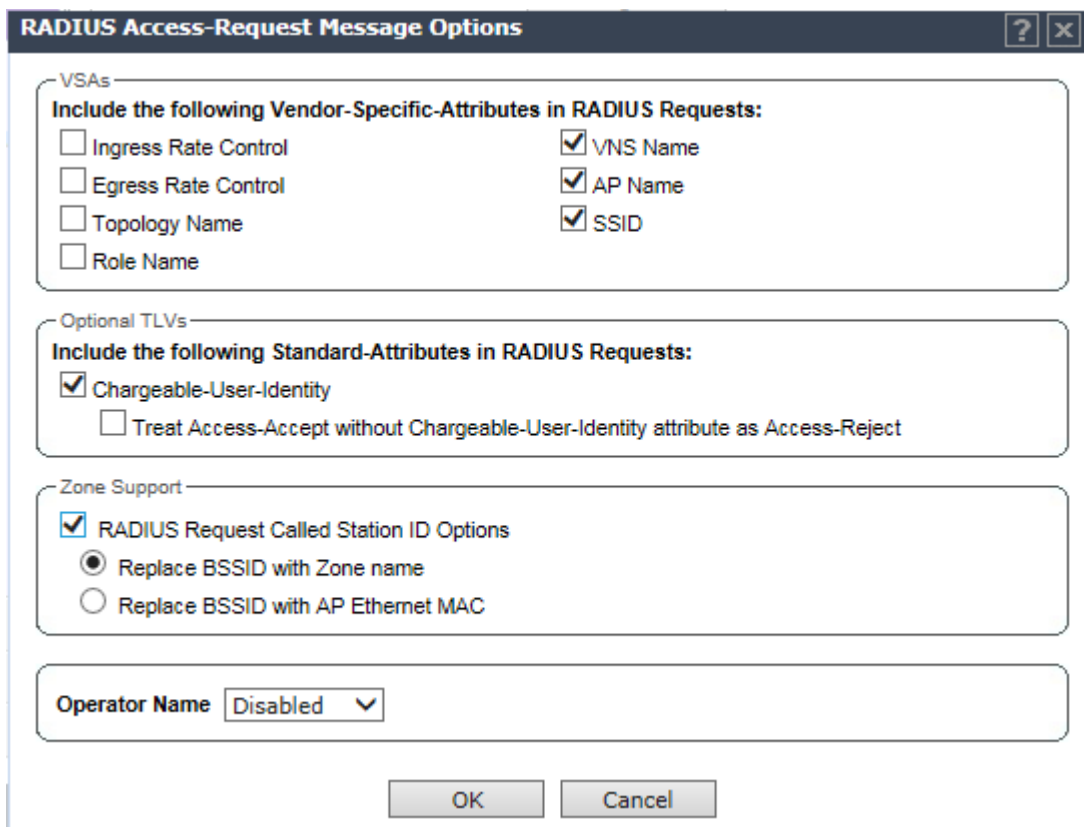 RADIUS Access-Request Message Options ? x
VSAs
Include the following Vendor-Specific-Attributes in RADIUS Requests:
Ingress Rate Control
VNS Name
Egress Rate Control
AP Name
Topology Name
SSID
Role Name
Optional TLVs
Include the following Standard-Attributes in RADIUS Requests:
Chargeable-User-Identity
Treat Access-Accept without Chargeable-User-Identity attribute as Access-Reject
Zone Support
RADIUS Request Called Station ID Options
Replace BSSID with Zone name
Replace BSSID with AP Ethernet MAC
Operator Name Disabled
OK Cancel